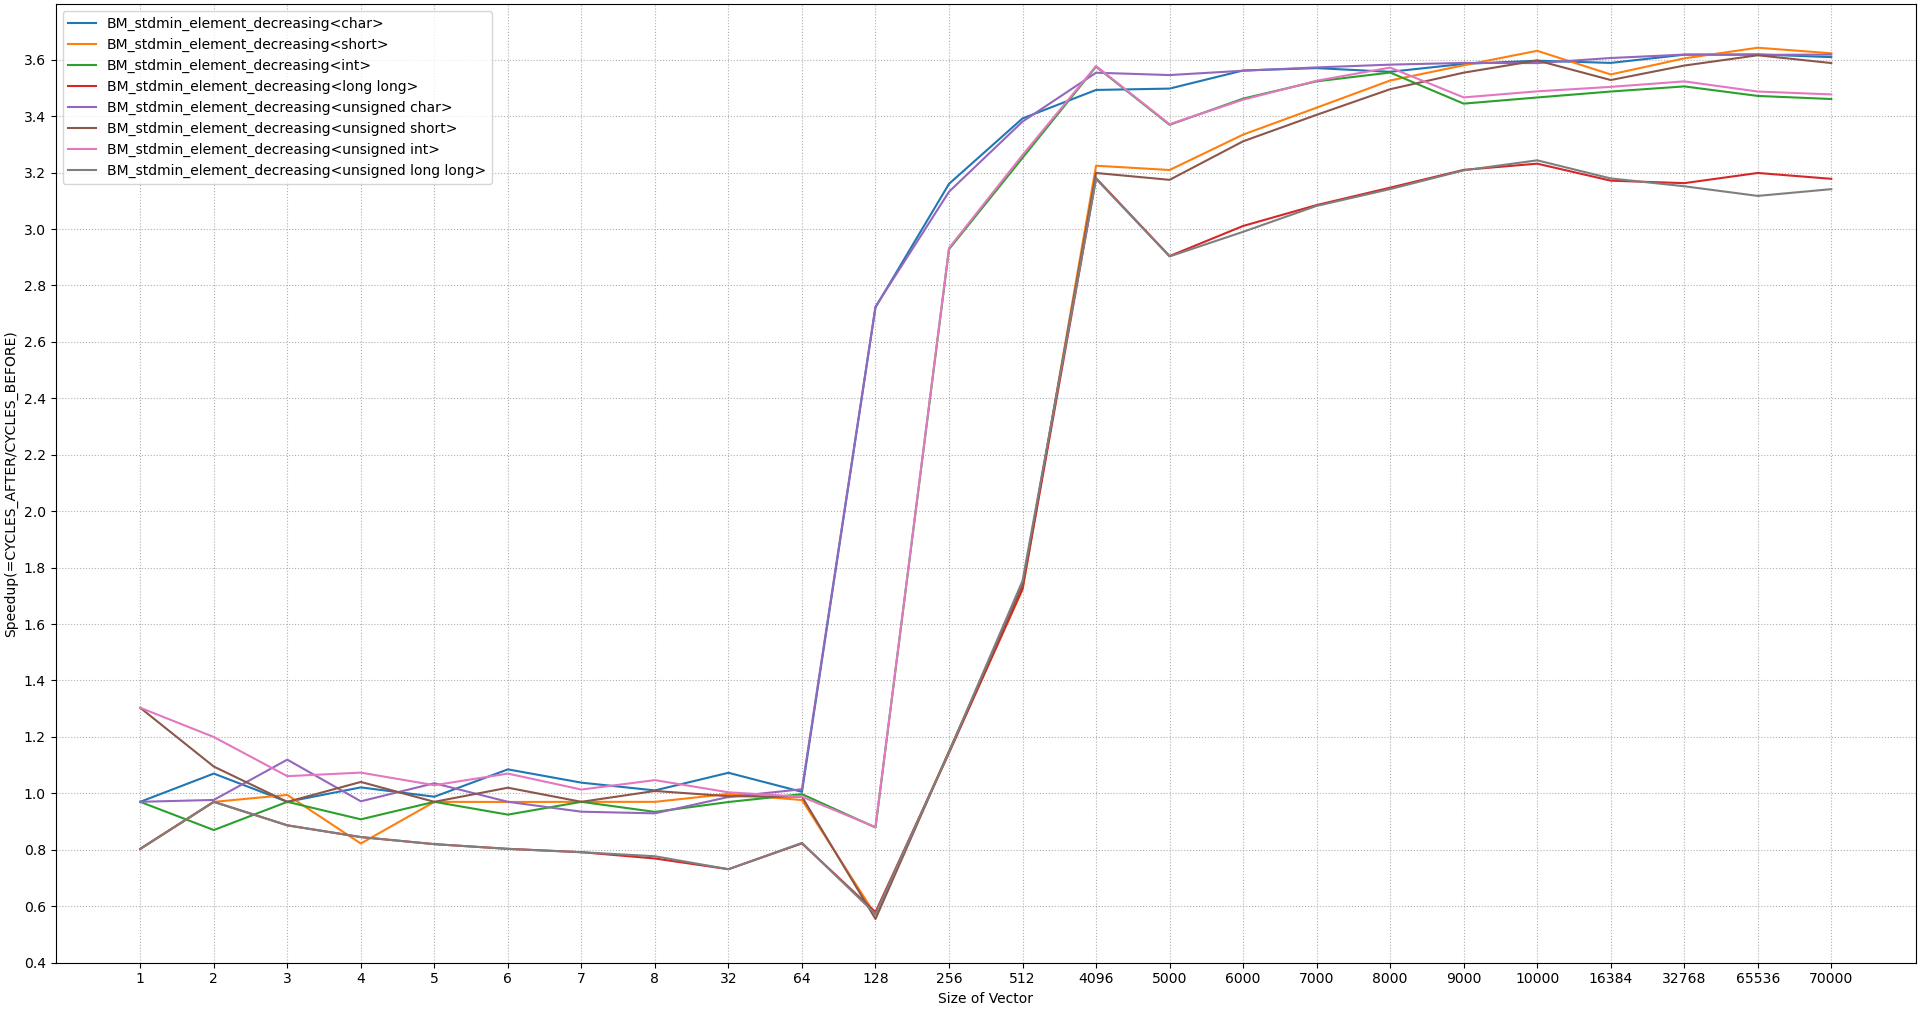 BM_stdmin_element_decreasing<char>
BM_stdmin_element_decreasing<short>
BM_stdmin_element_decreasing<int>
BM_stdmin_element_decreasing<long long>
BM_stdmin_element_decreasing<unsigned char>
BM_stdmin_element_decreasing<unsigned short>
BM_stdmin_element_decreasing<unsigned int>
BM_stdmin_element_decreasing<unsigned long long>
Speedup(=CYCLES_AFTER/CYCLES_BEFORE)
3.6
3.4
3.2
3.0
2.8
2.6
2.4
2.2
2.0
1.8
1.6
1.4
1.2
1.0
0.8
0.6
0.4
1 2 3 4 5 6 7 8 32 64 128 256 512 4096 5000 6000 7000 8000 9000 10000 16384 32768 65536 70000
Size of Vector